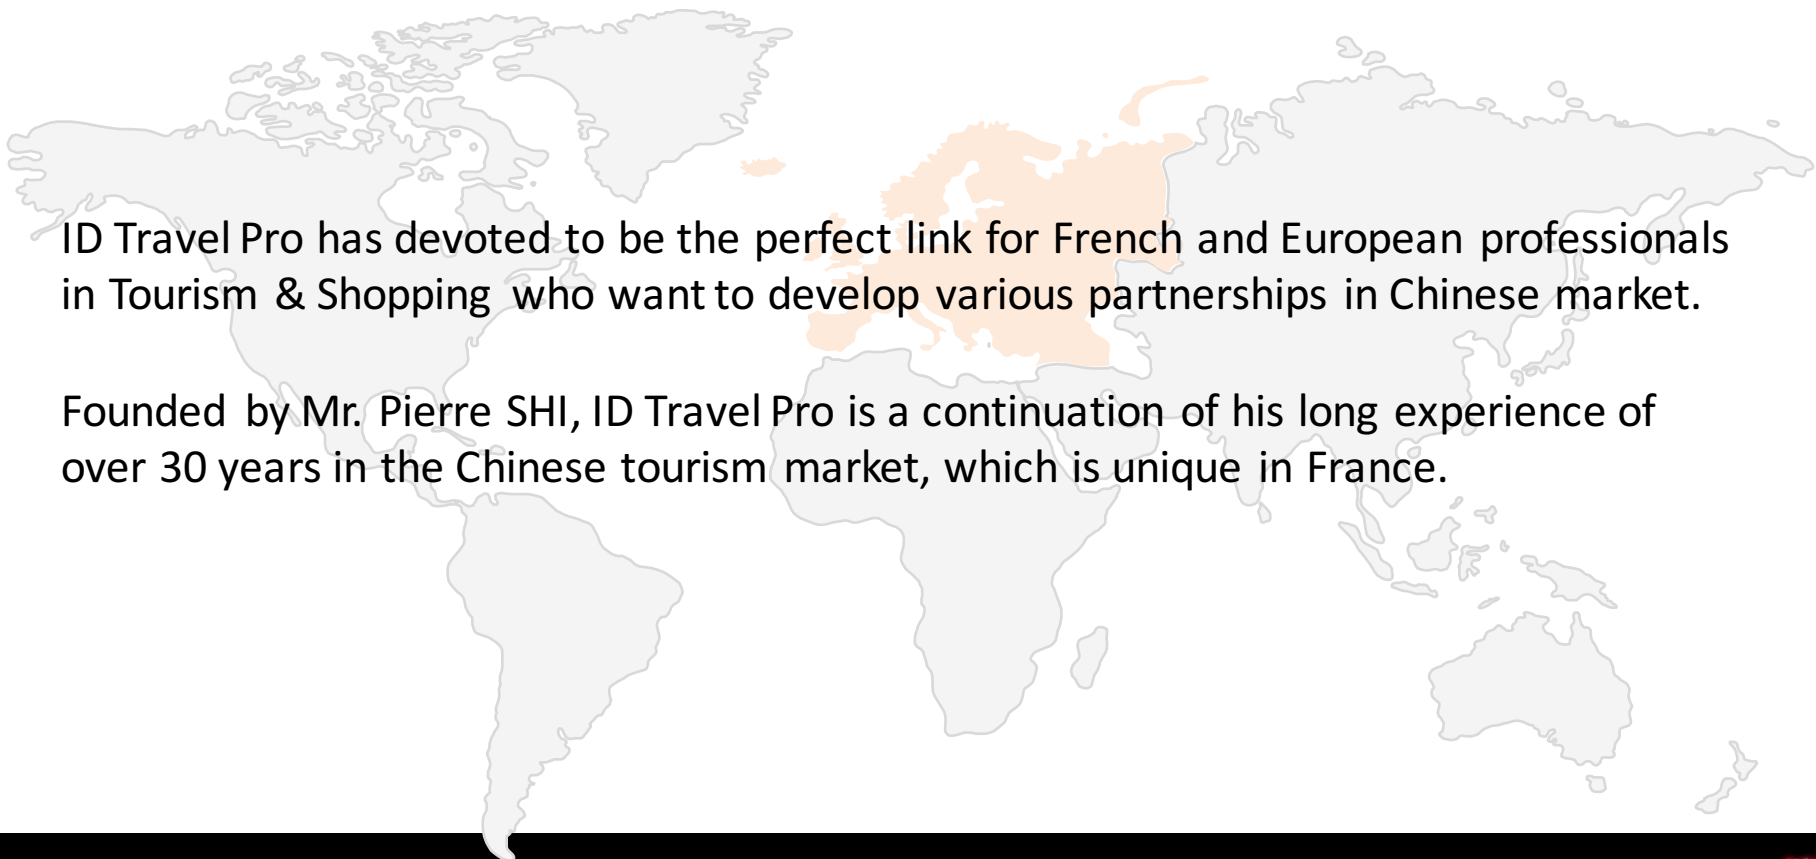 ID Travel Pro has devoted to be the perfect link for French and European professionals
in Tourism & Shopping who want to develop various partnerships in Chinese market.
Founded by Mr. Pierre SHI, ID Travel Pro is a continuation of his long experience of
over 30 years in the Chinese tourism market, which is unique in France.